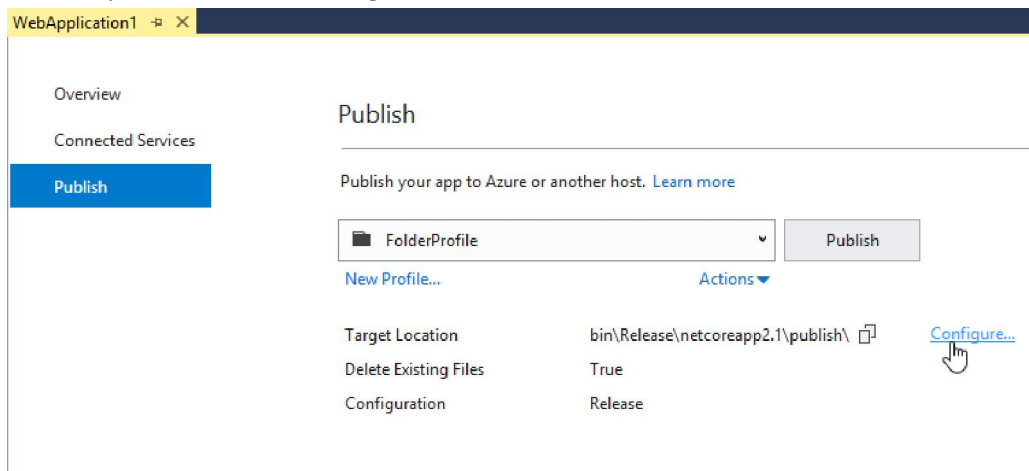 WebApplication1
Overview
Connected Services
Publish
Publish
Publish your app to Azure or another host. Learn more
FolderProfile
Publish
New Profile...
Actions
Target Location bin\Release\netcoreapp2.1\publish\ Configure...
Delete Existing Files True
Configuration Release